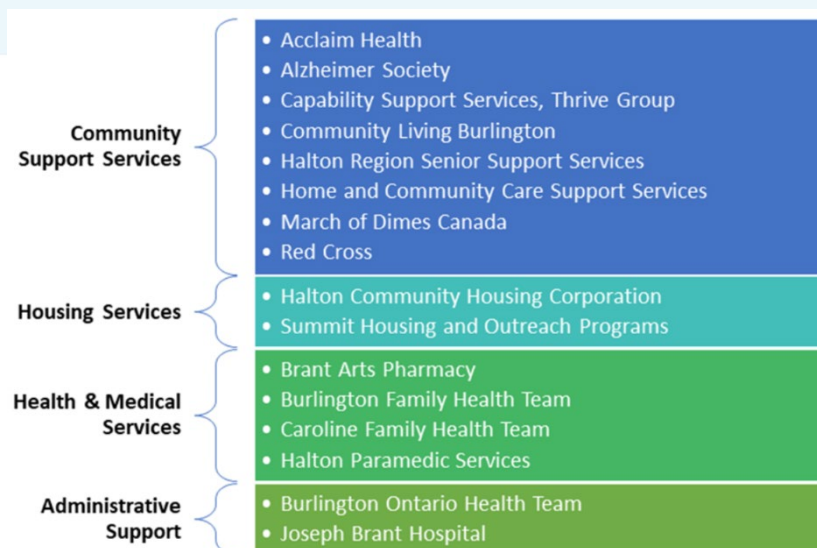 Community
Support Services
• Acclaim Health
• Alzheimer Society
• Capability Support Services, Thrive Group
• Community Living Burlington
• Halton Region Senior Support Services
• Home and Community Care Support Services
• March of Dimes Canada
• Red Cross
Housing Services
• Halton Community Housing Corporation
• Summit Housing and Outreach Programs
Health & Medical
Services
• Brant Arts Pharmacy
• Burlington Family Health Team
• Caroline Family Health Team
• Halton Paramedic Services
Administrative
Support
• Burlington Ontario Health Team
• Joseph Brant Hospital